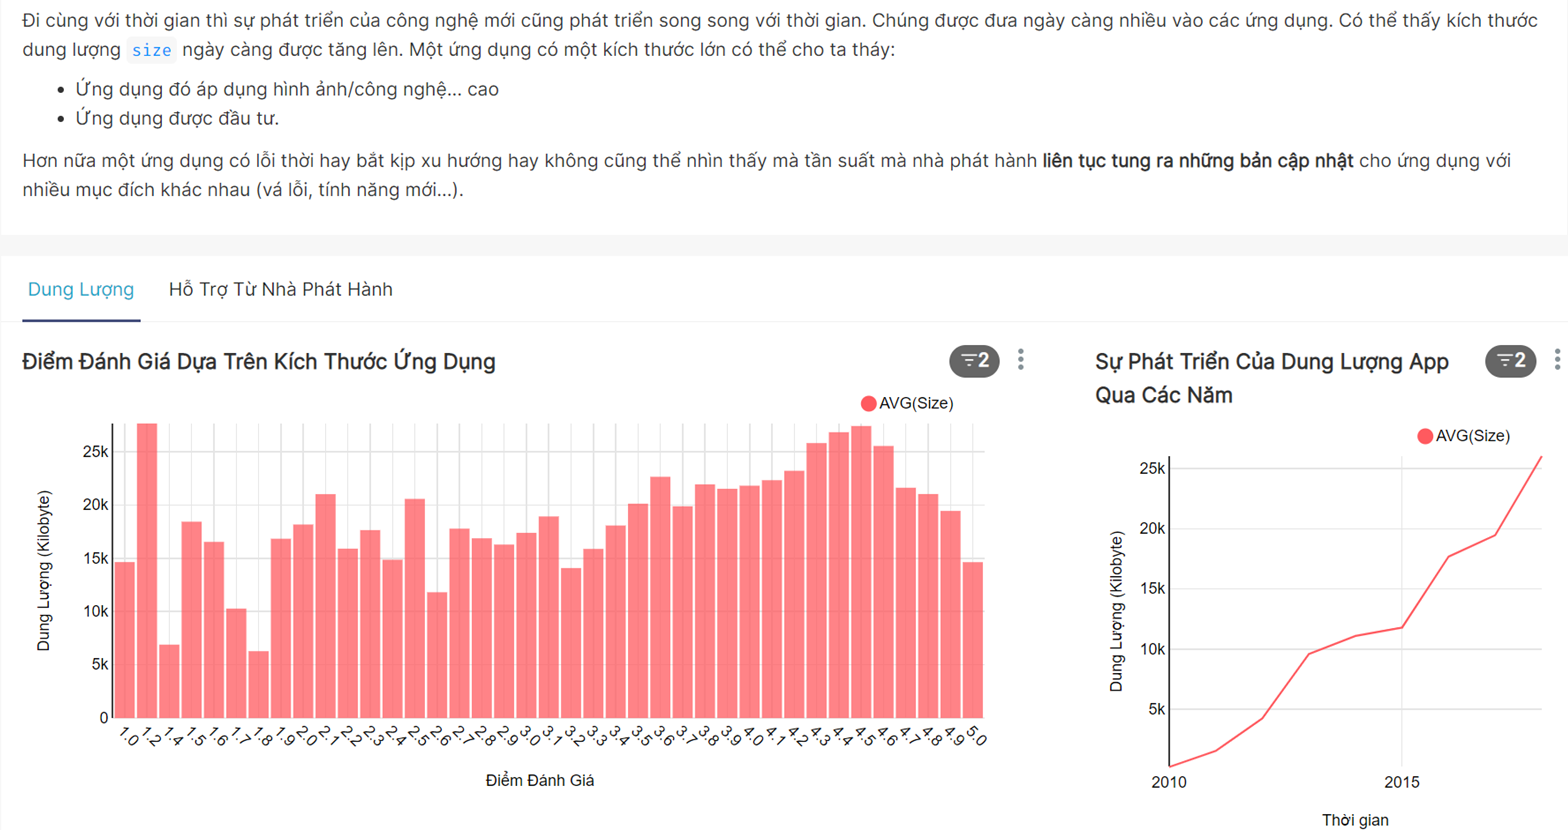 Đi cùng với thời gian thì sự phát triển của công nghệ mới cũng phát triển song song với thời gian. Chúng được đưa ngày càng nhiều vào các ứng dụng. Có thể thấy kích thước
dung lượng size ngày càng được tăng lên. Một ứng dụng có một kích thước lớn có thể cho ta tháy:
• Ứng dụng đó áp dụng hình ảnh/công nghệ... cao
• Ứng dụng được đầu tư.
Hơn nữa một ứng dụng có lỗi thời hay bắt kịp xu hướng hay không cũng thể nhìn thấy mà tần suất mà nhà phát hành liên tục tung ra những bản cập nhật cho ứng dụng với
nhiều mục đích khác nhau (vá lỗi, tính năng mới...).
Dung Lượng
Hỗ Trợ Từ Nhà Phát Hành
Điểm Đánh Giá Dựa Trên Kích Thước Ứng Dụng
2
AVG(Size)
25k
20k
15k
10k
5k
0
Dung Lượng (Kilobyte)
1.0 1.2 1.4 1.5 1.6 1.7 1.8 1.9 2.0 2.1 2.2 2.3 2.4 2.5 2.6 2.7 2.8 2.9 3.0 3.1 3.2 3.3 3.4 3.5 3.6 3.7 3.8 3.9 4.0 4.1 4.2 4.3 4.4 4.5 4.6 4.7 4.8 4.9 5.0
Điểm Đánh Giá
Sự Phát Triển Của Dung Lượng App
Qua Các Năm
2
AVG(Size)
25k
20k
15k
10k
5k
Dung Lượng (Kilobyte)
2010 2015
Thời gian